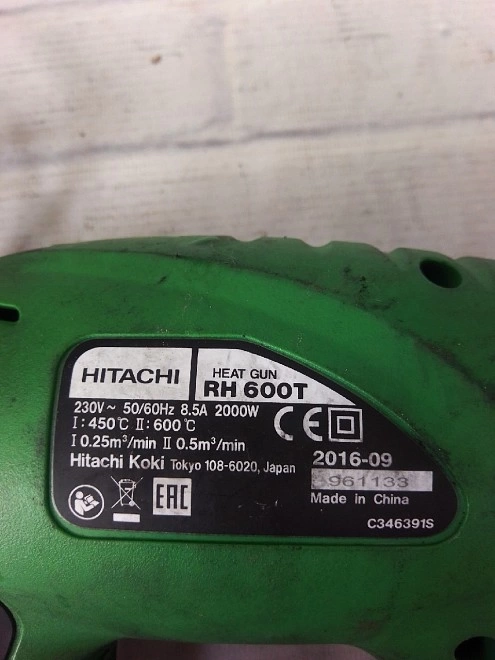 HITACHI
HEAT GUN
RH 600T
230V~ 50/60Hz 8.5A 2000W
I:450℃ II:600℃
I 0.25m³/min II 0.5m³/min
Hitachi Koki Tokyo 108-6020, Japan
CE
2016-09
961133
Made in China
EAC
C346391S